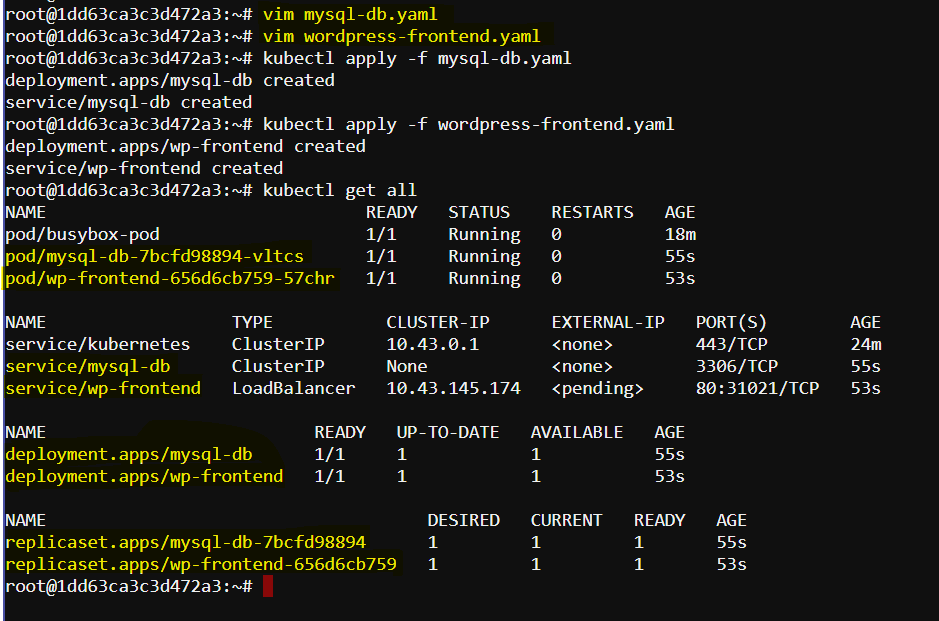 root@1dd63ca3c3d472a3:~# vim mysql-db.yaml
root@1dd63ca3c3d472a3:~# vim wordpress-frontend.yaml
root@1dd63ca3c3d472a3:~# kubectl apply -f mysql-db.yaml
deployment.apps/mysql-db created
service/mysql-db created
root@1dd63ca3c3d472a3:~# kubectl apply -f wordpress-frontend.yaml
deployment.apps/wp-frontend created
service/wp-frontend created
root@1dd63ca3c3d472a3:~# kubectl get all
NAME                               READY   STATUS    RESTARTS   AGE
pod/busybox-pod                    1/1     Running   0          18m
pod/mysql-db-7bcfd98894-vltcs      1/1     Running   0          55s
pod/wp-frontend-656d6cb759-57chr   1/1     Running   0          53s

NAME                  TYPE           CLUSTER-IP      EXTERNAL-IP   PORT(S)        AGE
service/kubernetes    ClusterIP      10.43.0.1       <none>        443/TCP        24m
service/mysql-db      ClusterIP      None            <none>        3306/TCP       55s
service/wp-frontend   LoadBalancer   10.43.145.174   <pending>     80:31021/TCP   53s

NAME                          READY   UP-TO-DATE   AVAILABLE   AGE
deployment.apps/mysql-db      1/1     1            1           55s
deployment.apps/wp-frontend   1/1     1            1           53s

NAME                                     DESIRED   CURRENT   READY   AGE
replicaset.apps/mysql-db-7bcfd98894      1         1         1       55s
replicaset.apps/wp-frontend-656d6cb759   1         1         1       53s
root@1dd63ca3c3d472a3:~#